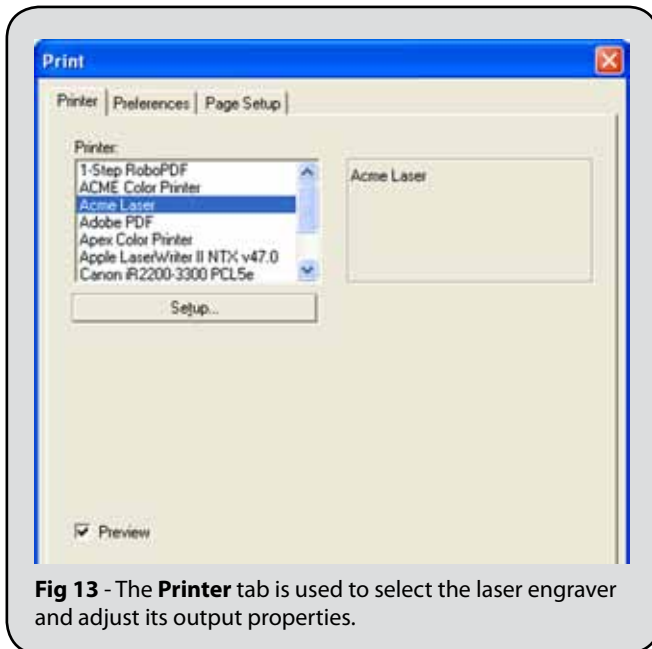 Print
Printer Preferences Page Setup
Printer:
1-Step RoboPDF
ACME Color Printer
Acme Laser
Adobe PDF
Apex Color Printer
Apple LaserWriter II NTX v47.0
Canon iR2200-3300 PCL5e
Acme Laser
Setup...
Preview
Fig 13 - The Printer tab is used to select the laser engraver
and adjust its output properties.